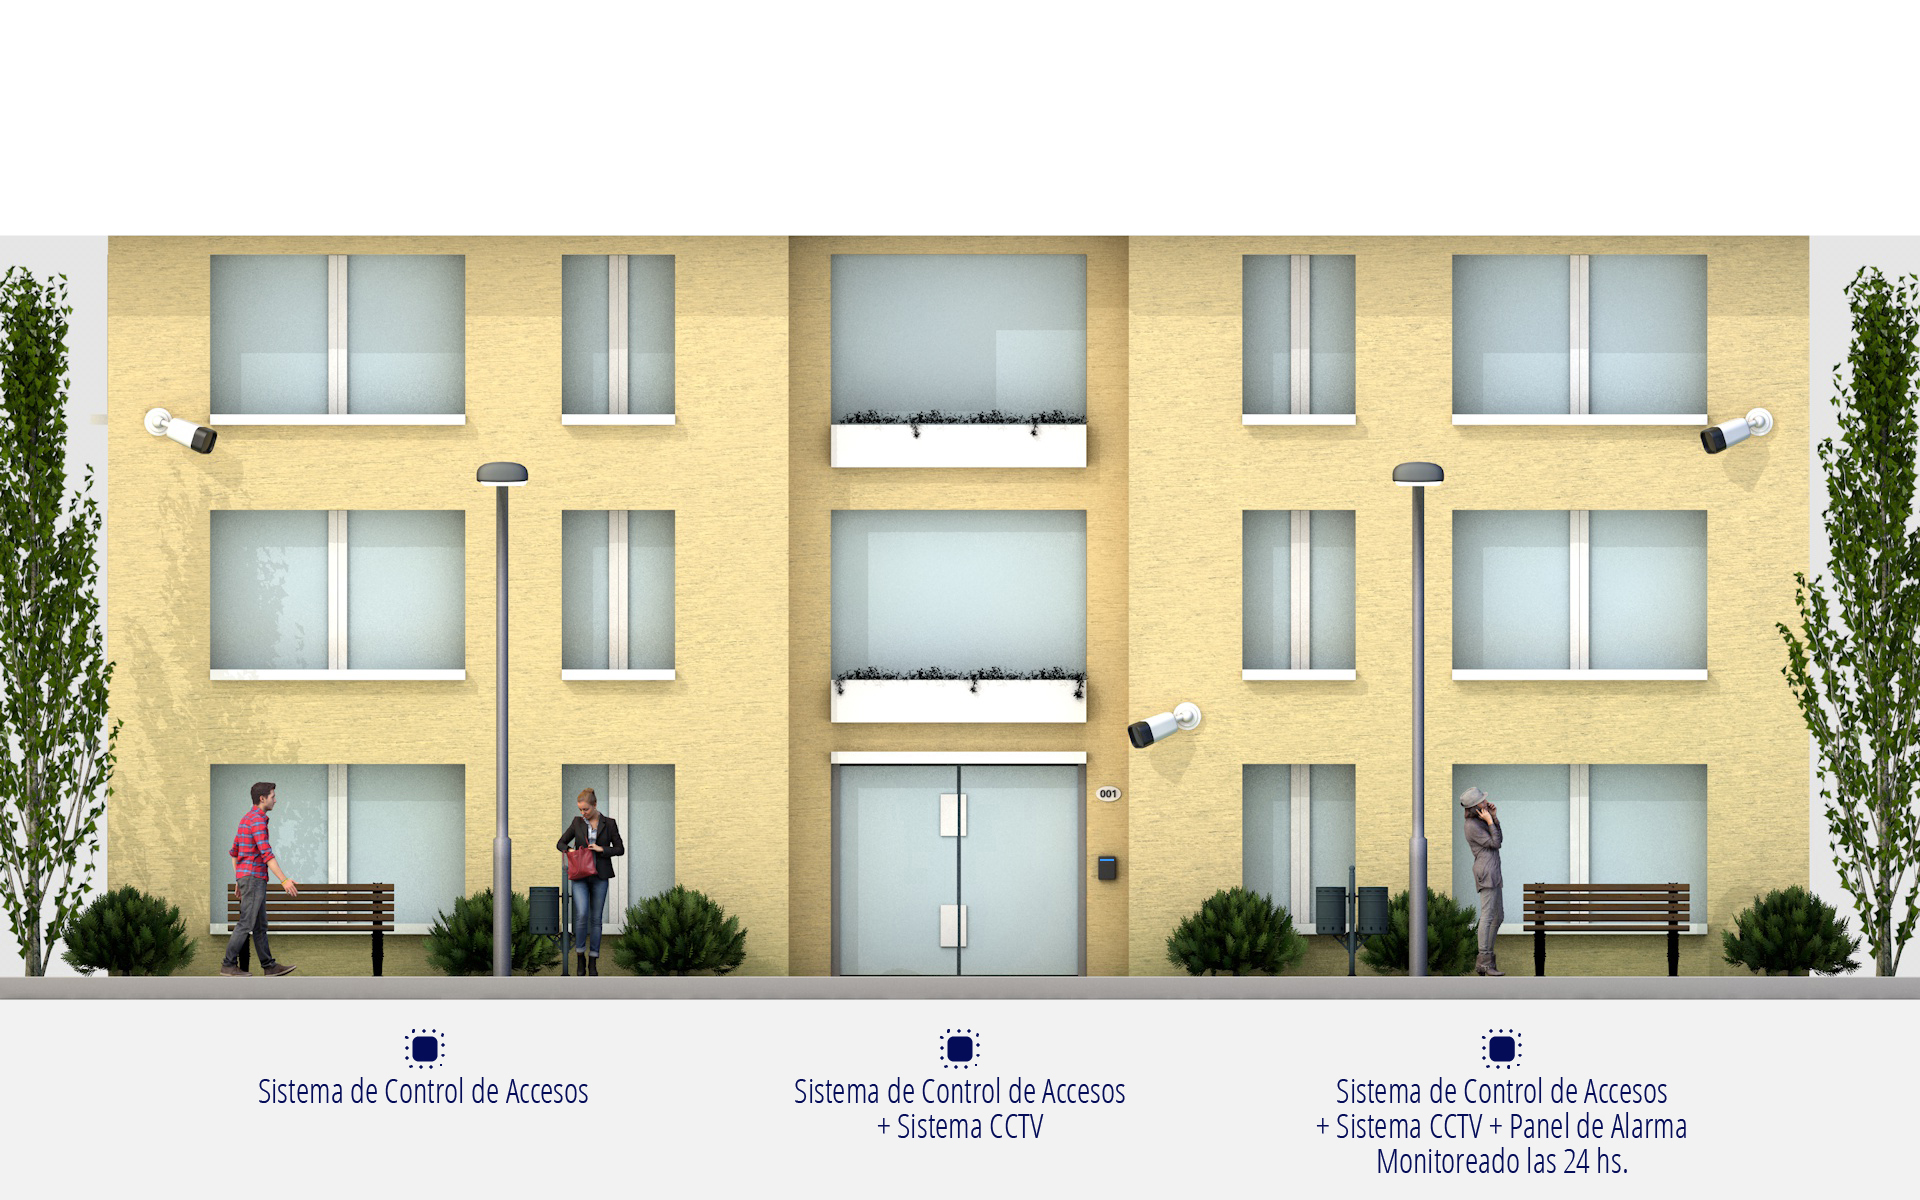 001
Sistema de Control de Accesos
Sistema de Control de Accesos
+ Sistema CCTV
Sistema de Control de Accesos
+ Sistema CCTV + Panel de Alarma
Monitoreado las 24 hs.